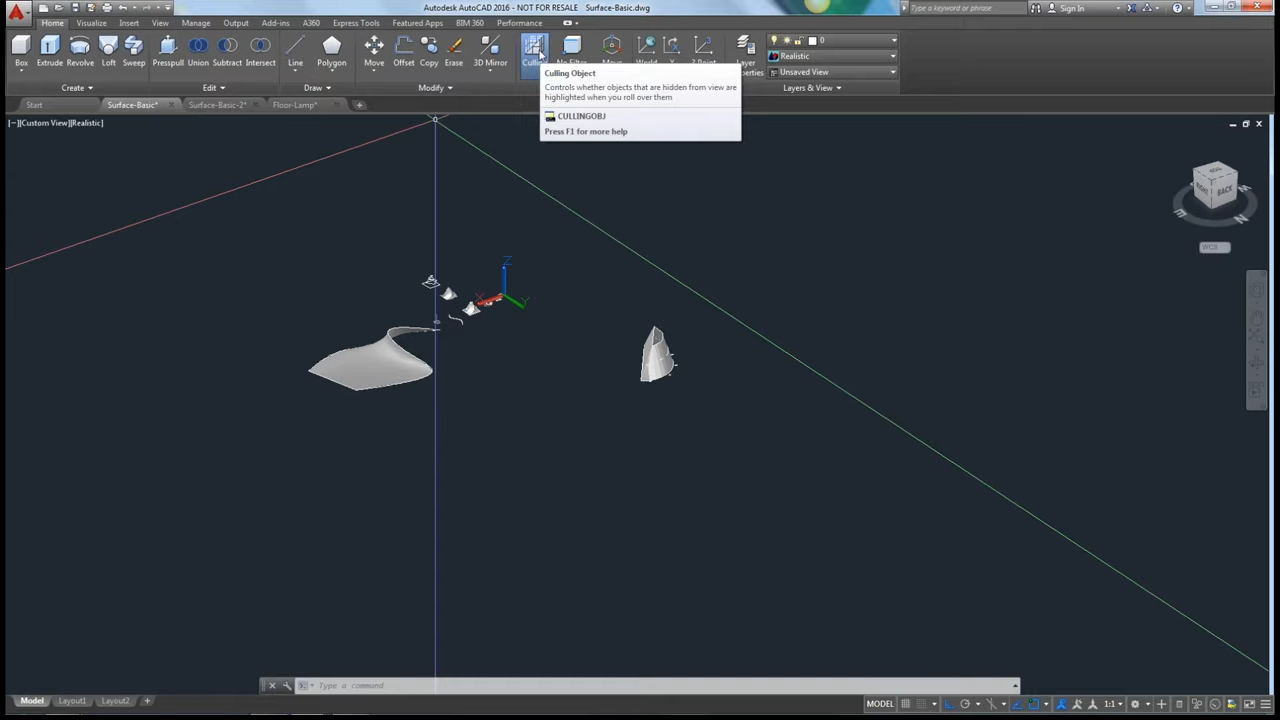 Autodesk AutoCAD 2016 - NOT FOR RESALE Surface-Basic.dwg
Type a keyword or phrase
Sign In
Home Visualize Insert View Manage Output Add-ins A360 Express Tools Featured Apps BIM 360 Performance
Box Extrude Revolve Loft Sweep Presspull Union Subtract Intersect Line Polygon Move Offset Copy Erase 3D Mirror
0
Realistic
Unsaved View
Create Edit Draw Modify Layers & View
Culling Object
Controls whether objects that are hidden from view are
highlighted when you roll over them
CULLINGOBJ
Press F1 for more help
Start Surface-Basic* Surface-Basic-2* Floor-Lamp*
[−][Custom View][Realistic]
RIGHT BACK
WCS
Z
X
Y
Type a command
Model Layout1 Layout2
MODEL
1:1